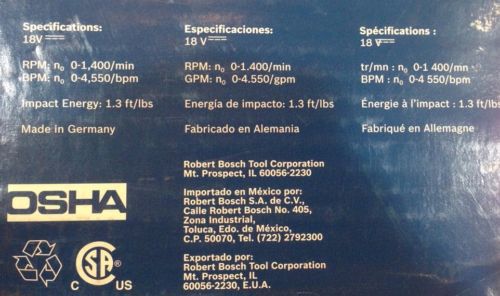 Specifications:
18V
RPM: n₀ 0-1,400/min
BPM: n₀ 0-4,550/bpm
Impact Energy: 1.3 ft/lbs
Made in Germany
Especificaciones:
18 V
RPM: n₀ 0-1.400/min
GPM: n₀ 0-4.550/gpm
Energía de impacto: 1.3 ft/lbs
Fabricado en Alemania
Spécifications :
18 V
tr/mn : n₀ 0-1 400/min
BPM : n₀ 0-4 550/bpm
Énergie à l'impact : 1.3 ft/lbs
Fabriqué en Allemagne
Robert Bosch Tool Corporation
Mt. Prospect, IL 60056-2230
Importado en México por:
Robert Bosch S.A. de C.V.,
Calle Robert Bosch No. 405,
Zona Industrial,
Toluca, Edo. de México,
C.P. 50070, Tel. (722) 2792300
Exportado por:
Robert Bosch Tool Corporation
Mt. Prospect, IL
60056-2230, E.U.A.
OSHA
C SA US